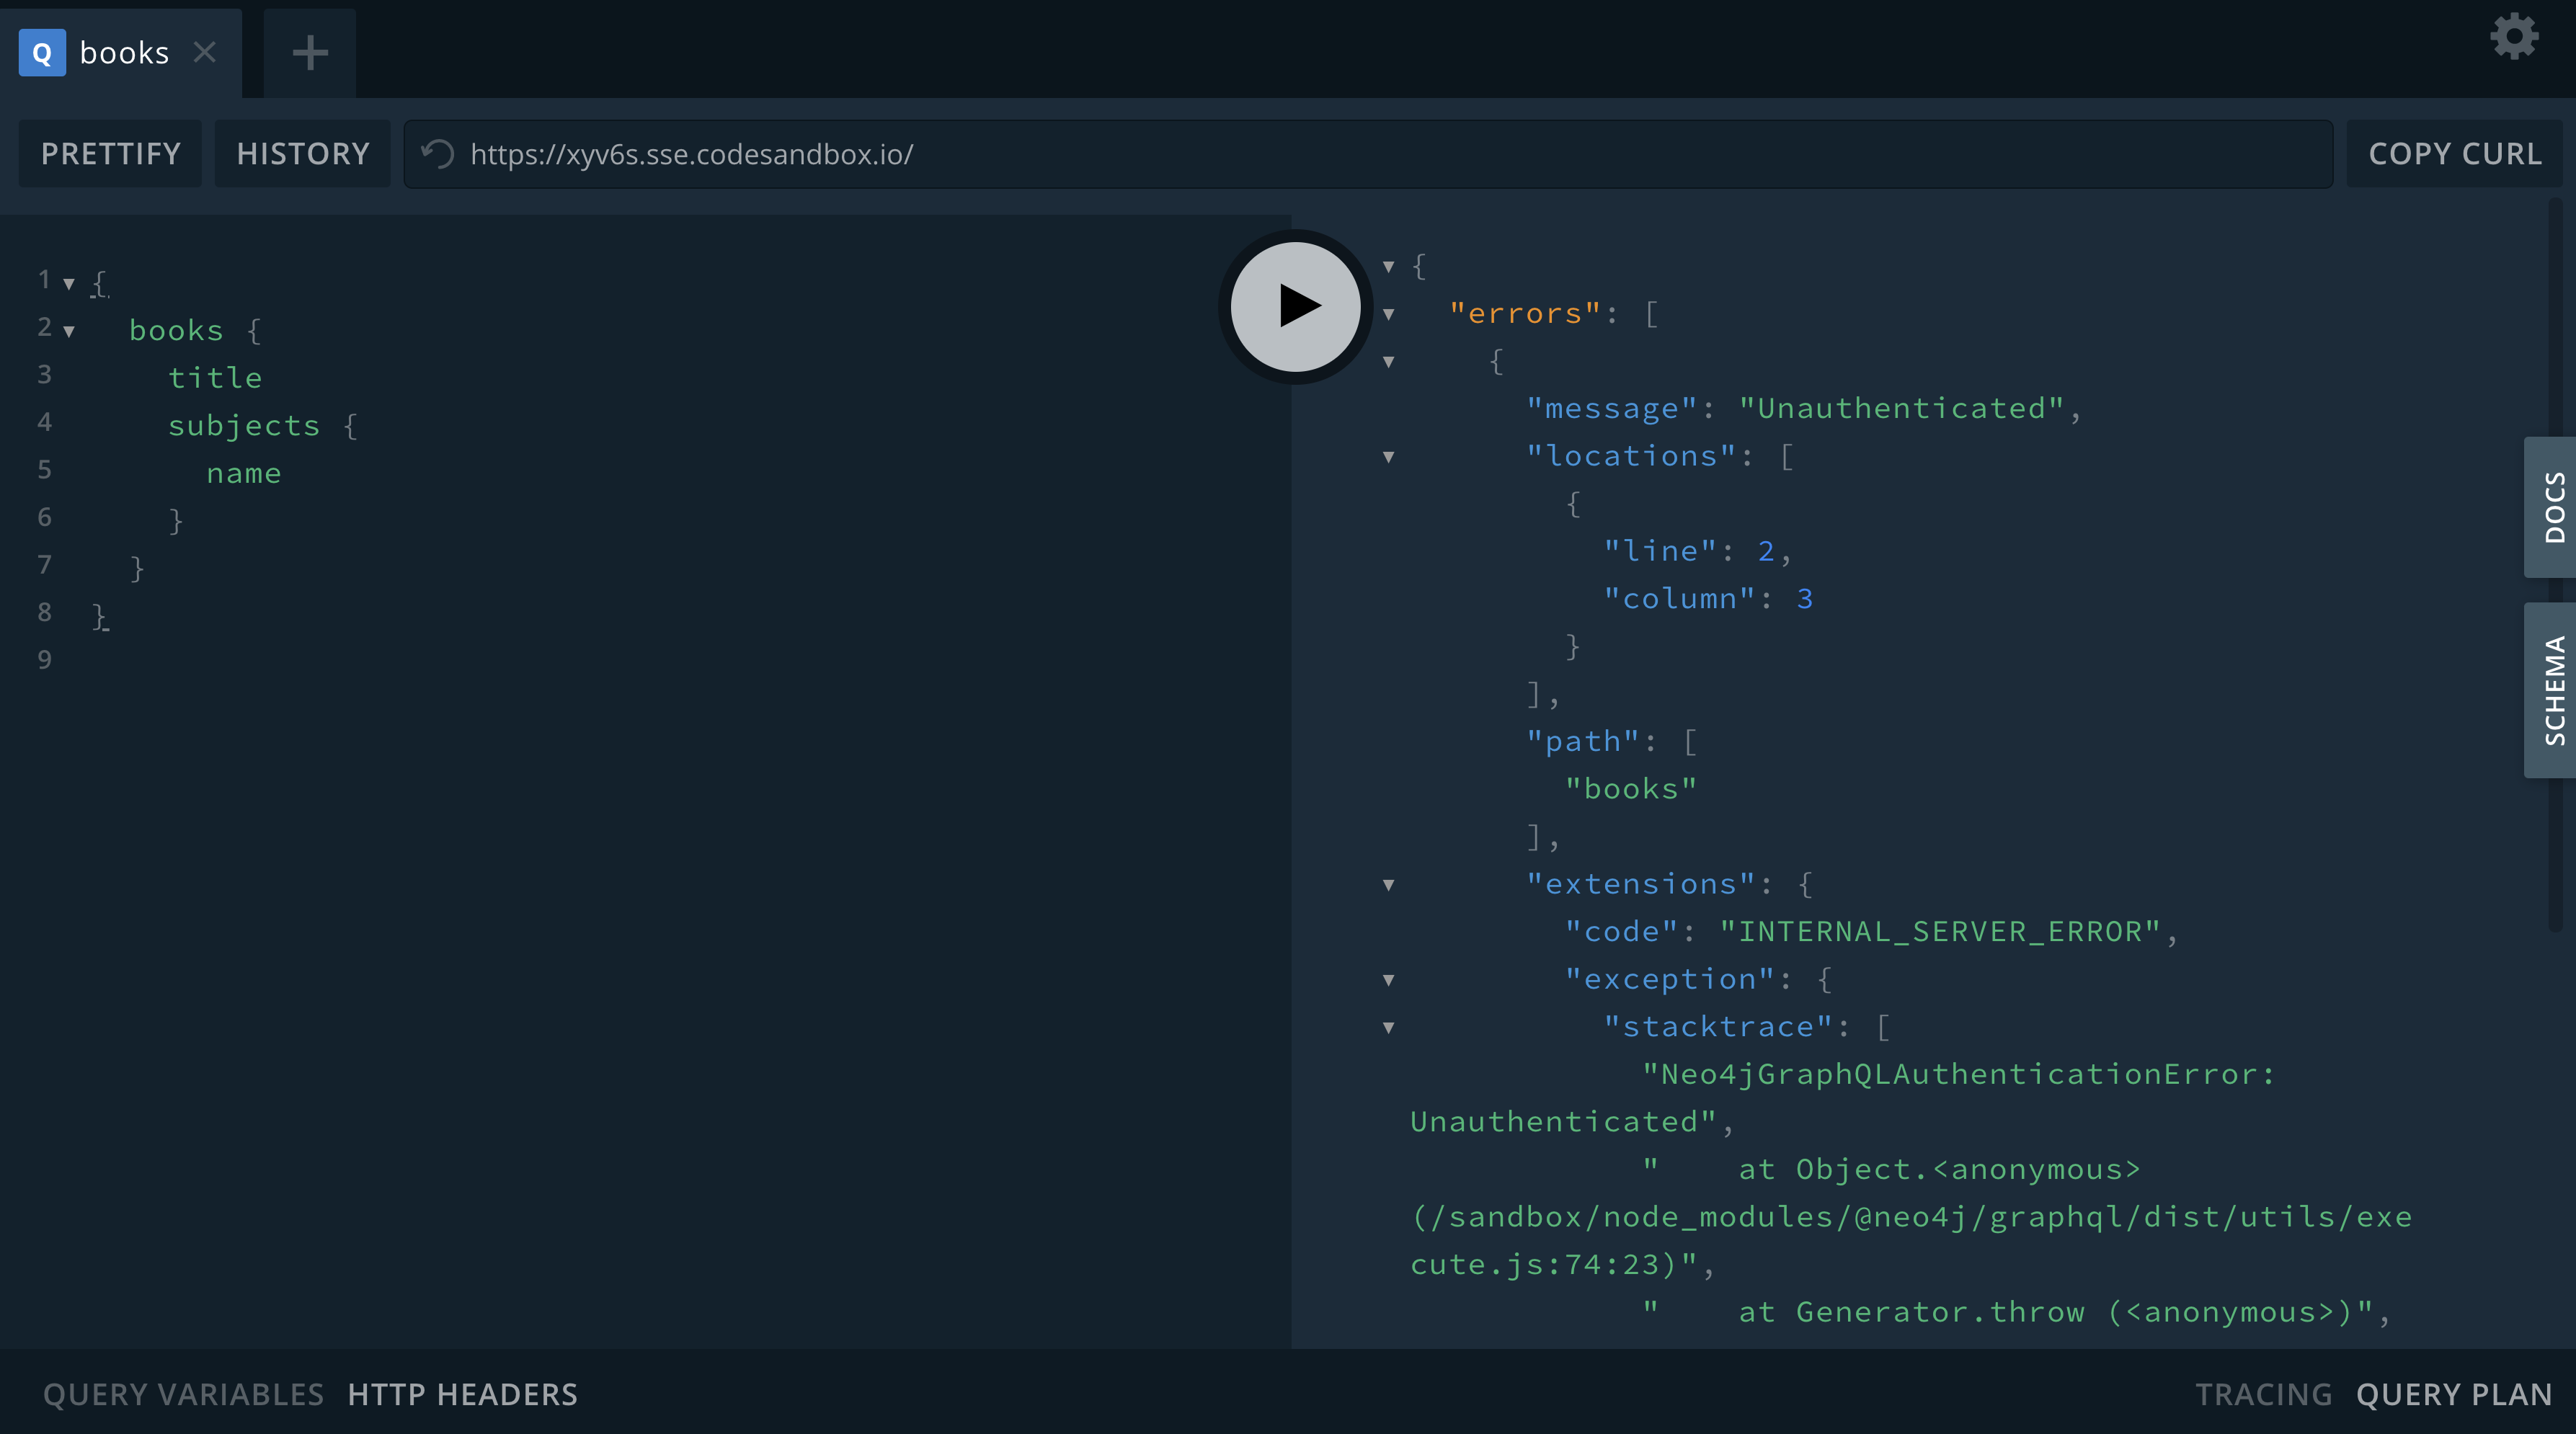 Q books
PRETTIFY HISTORY https://xyv6s.sse.codesandbox.io/ COPY CURL
1 {
2 books {
3 title
4 subjects {
5 name
6 }
7 }
8 }
9
{
"errors": [
{
"message": "Unauthenticated",
"locations": [
{
"line": 2,
"column": 3
}
],
"path": [
"books"
],
"extensions": {
"code": "INTERNAL_SERVER_ERROR",
"exception": {
"stacktrace": [
"Neo4jGraphQLAuthenticationError:
Unauthenticated",
"    at Object.<anonymous>
(/sandbox/node_modules/@neo4j/graphql/dist/utils/exe
cute.js:74:23)",
"    at Generator.throw (<anonymous>)",
DOCS
SCHEMA
QUERY VARIABLES HTTP HEADERS
TRACING QUERY PLAN